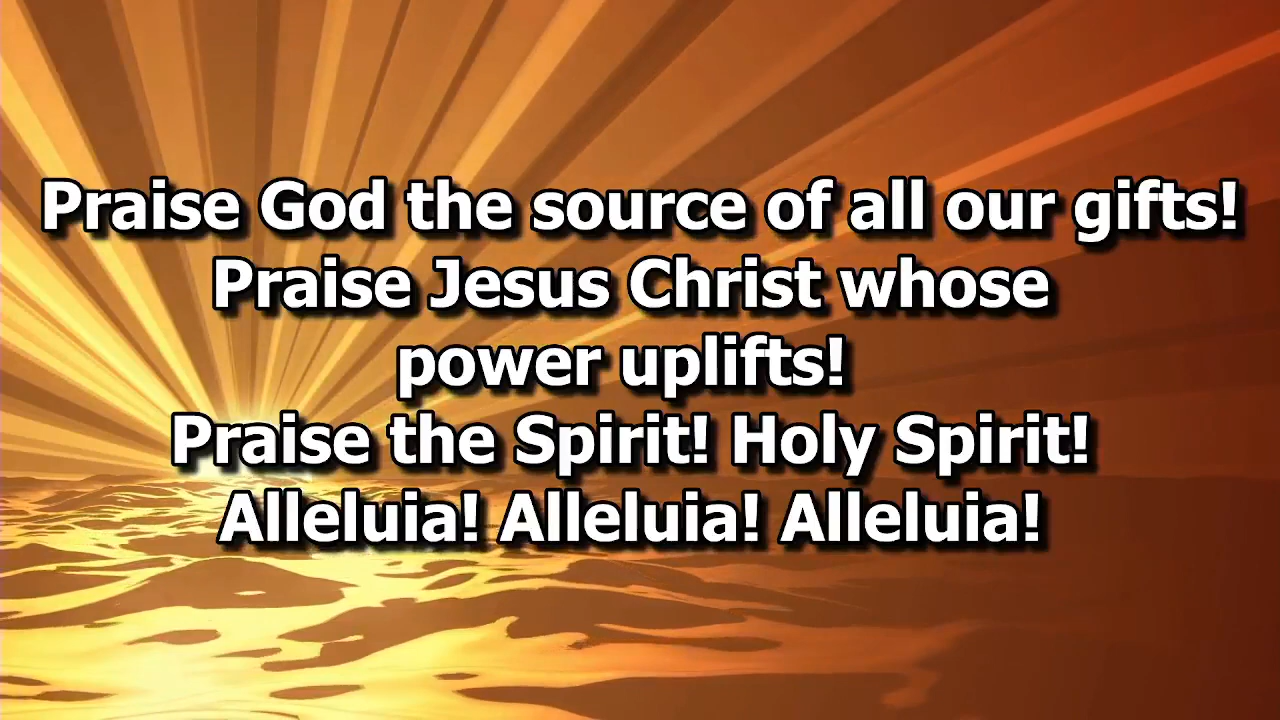 Praise God the source of all our gifts!
Praise Jesus Christ whose
power uplifts!
Praise the Spirit! Holy Spirit!
Alleluia! Alleluia! Alleluia!